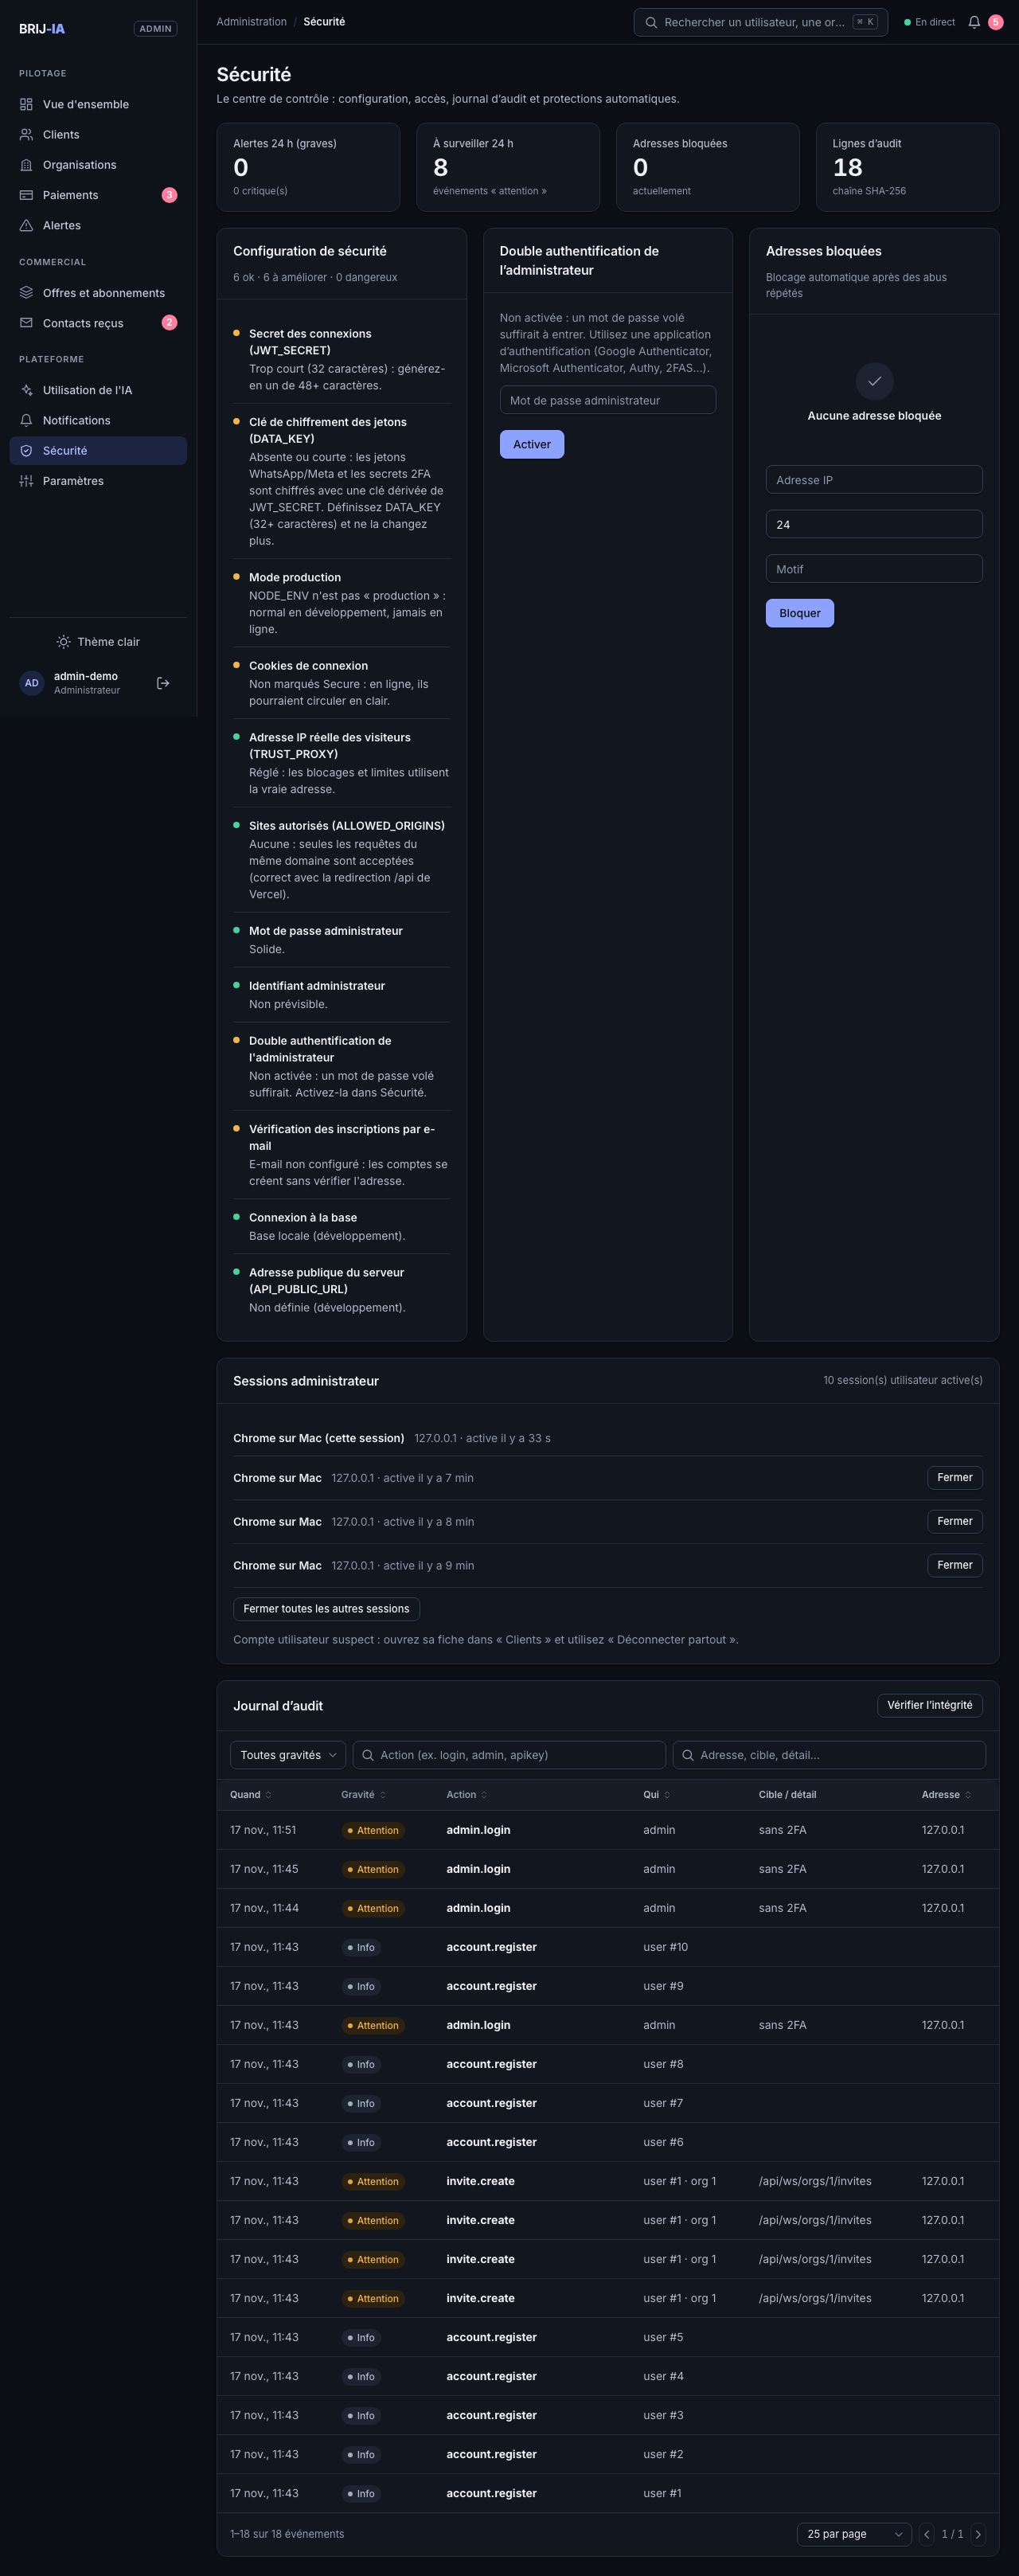 BRIJ-IA
ADMIN
PILOTAGE
Vue d'ensemble
Clients
Organisations
Paiements 3
Alertes
COMMERCIAL
Offres et abonnements
Contacts reçus 2
PLATEFORME
Utilisation de l'IA
Notifications
Sécurité
Paramètres
Thème clair
AD
admin-demo
Administrateur
Administration / Sécurité
Rechercher un utilisateur, une or... ⌘ K
En direct
5
Sécurité
Le centre de contrôle : configuration, accès, journal d’audit et protections automatiques.
Alertes 24 h (graves)
0
0 critique(s)
À surveiller 24 h
8
événements « attention »
Adresses bloquées
0
actuellement
Lignes d’audit
18
chaîne SHA-256
Configuration de sécurité
6 ok · 6 à améliorer · 0 dangereux
Secret des connexions
(JWT_SECRET)
Trop court (32 caractères) : générez-
en un de 48+ caractères.
Clé de chiffrement des jetons
(DATA_KEY)
Absente ou courte : les jetons
WhatsApp/Meta et les secrets 2FA
sont chiffrés avec une clé dérivée de
JWT_SECRET. Définissez DATA_KEY
(32+ caractères) et ne la changez
plus.
Mode production
NODE_ENV n'est pas « production » :
normal en développement, jamais en
ligne.
Cookies de connexion
Non marqués Secure : en ligne, ils
pourraient circuler en clair.
Adresse IP réelle des visiteurs
(TRUST_PROXY)
Réglé : les blocages et limites utilisent
la vraie adresse.
Sites autorisés (ALLOWED_ORIGINS)
Aucune : seules les requêtes du
même domaine sont acceptées
(correct avec la redirection /api de
Vercel).
Mot de passe administrateur
Solide.
Identifiant administrateur
Non prévisible.
Double authentification de
l'administrateur
Non activée : un mot de passe volé
suffirait. Activez-la dans Sécurité.
Vérification des inscriptions par e-
mail
E-mail non configuré : les comptes se
créent sans vérifier l'adresse.
Connexion à la base
Base locale (développement).
Adresse publique du serveur
(API_PUBLIC_URL)
Non définie (développement).
Double authentification de
l’administrateur
Non activée : un mot de passe volé
suffirait à entrer. Utilisez une application
d’authentification (Google Authenticator,
Microsoft Authenticator, Authy, 2FAS…).
Mot de passe administrateur
Activer
Adresses bloquées
Blocage automatique après des abus
répétés
Aucune adresse bloquée
Adresse IP
24
Motif
Bloquer
Sessions administrateur
10 session(s) utilisateur active(s)
Chrome sur Mac (cette session) 127.0.0.1 · active il y a 33 s
Chrome sur Mac 127.0.0.1 · active il y a 7 min Fermer
Chrome sur Mac 127.0.0.1 · active il y a 8 min Fermer
Chrome sur Mac 127.0.0.1 · active il y a 9 min Fermer
Fermer toutes les autres sessions
Compte utilisateur suspect : ouvrez sa fiche dans « Clients » et utilisez « Déconnecter partout ».
Journal d’audit
Vérifier l’intégrité
Toutes gravités
Action (ex. login, admin, apikey)
Adresse, cible, détail…
Quand Gravité Action Qui Cible / détail Adresse
17 nov., 11:51 Attention admin.login admin sans 2FA 127.0.0.1
17 nov., 11:45 Attention admin.login admin sans 2FA 127.0.0.1
17 nov., 11:44 Attention admin.login admin sans 2FA 127.0.0.1
17 nov., 11:43 Info account.register user #10
17 nov., 11:43 Info account.register user #9
17 nov., 11:43 Attention admin.login admin sans 2FA 127.0.0.1
17 nov., 11:43 Info account.register user #8
17 nov., 11:43 Info account.register user #7
17 nov., 11:43 Info account.register user #6
17 nov., 11:43 Attention invite.create user #1 · org 1 /api/ws/orgs/1/invites 127.0.0.1
17 nov., 11:43 Attention invite.create user #1 · org 1 /api/ws/orgs/1/invites 127.0.0.1
17 nov., 11:43 Attention invite.create user #1 · org 1 /api/ws/orgs/1/invites 127.0.0.1
17 nov., 11:43 Attention invite.create user #1 · org 1 /api/ws/orgs/1/invites 127.0.0.1
17 nov., 11:43 Info account.register user #5
17 nov., 11:43 Info account.register user #4
17 nov., 11:43 Info account.register user #3
17 nov., 11:43 Info account.register user #2
17 nov., 11:43 Info account.register user #1
1–18 sur 18 événements
25 par page
1 / 1